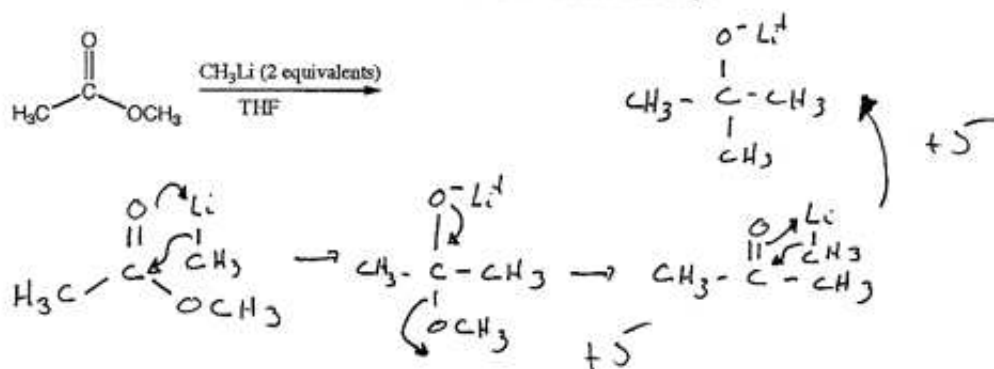 O
CH₃Li (2 equivalents)
H₃C
OCH₃
THF
O⁻ Li⁺
CH₃-C-CH₃
CH₃
+5
O Li
C CH₃
H₃C OCH₃
O⁻ Li⁺
CH₃-C-CH₃
OCH₃
+5
O Li
CH₃
CH₃-C-CH₃